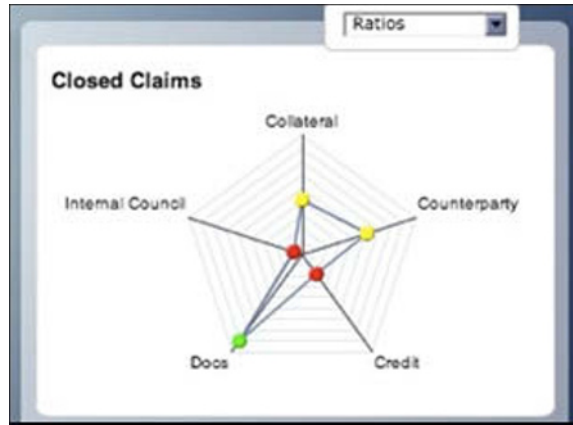 Ratios
Closed Claims
Collateral
Internal Council
Counterparty
Docs
Credit